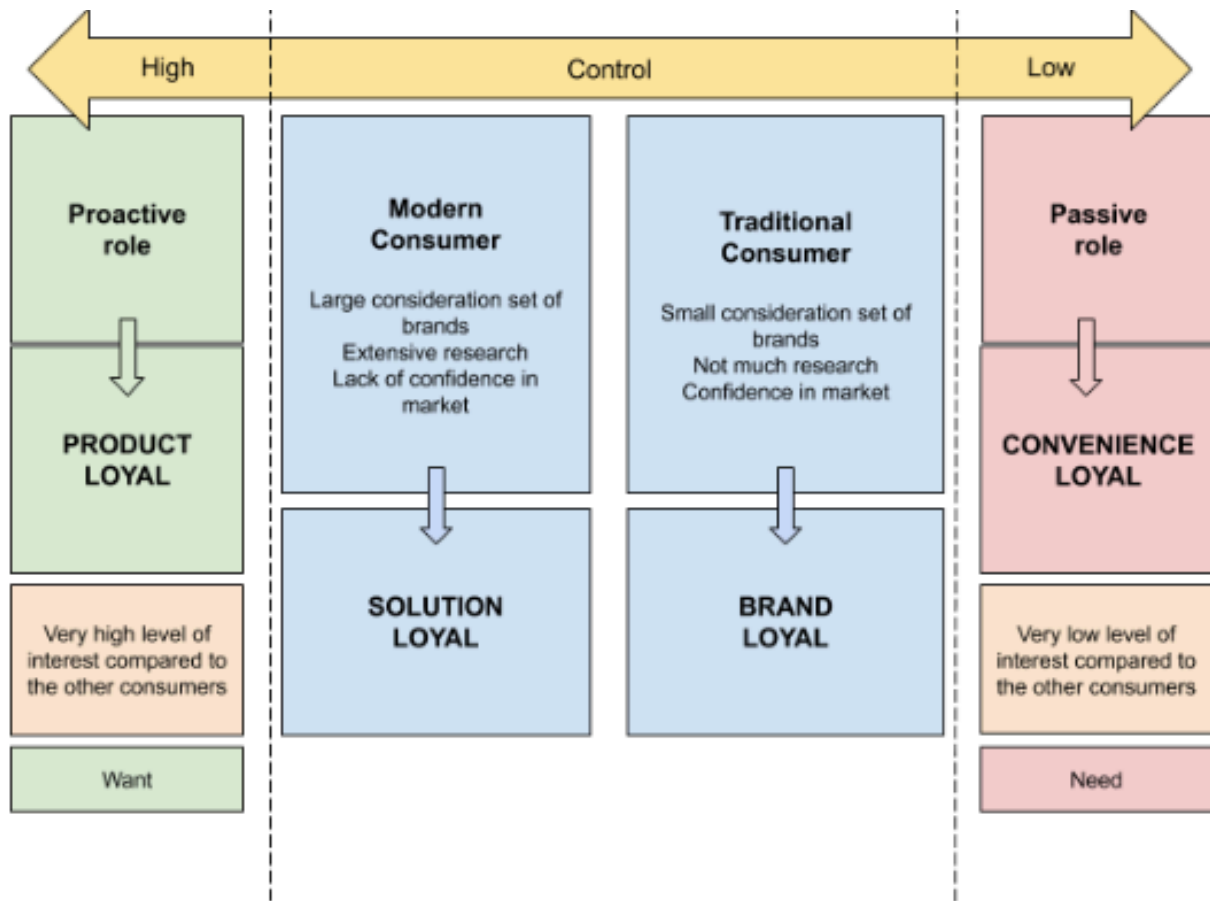 High
Control
Low
Proactive
role
PRODUCT
LOYAL
Very high level of
interest compared to
the other consumers
Want
Modern
Consumer
Large consideration set of
brands
Extensive research
Lack of confidence in
market
SOLUTION
LOYAL
Traditional
Consumer
Small consideration set of
brands
Not much research
Confidence in market
BRAND
LOYAL
Passive
role
CONVENIENCE
LOYAL
Very low level of
interest compared to
the other consumers
Need